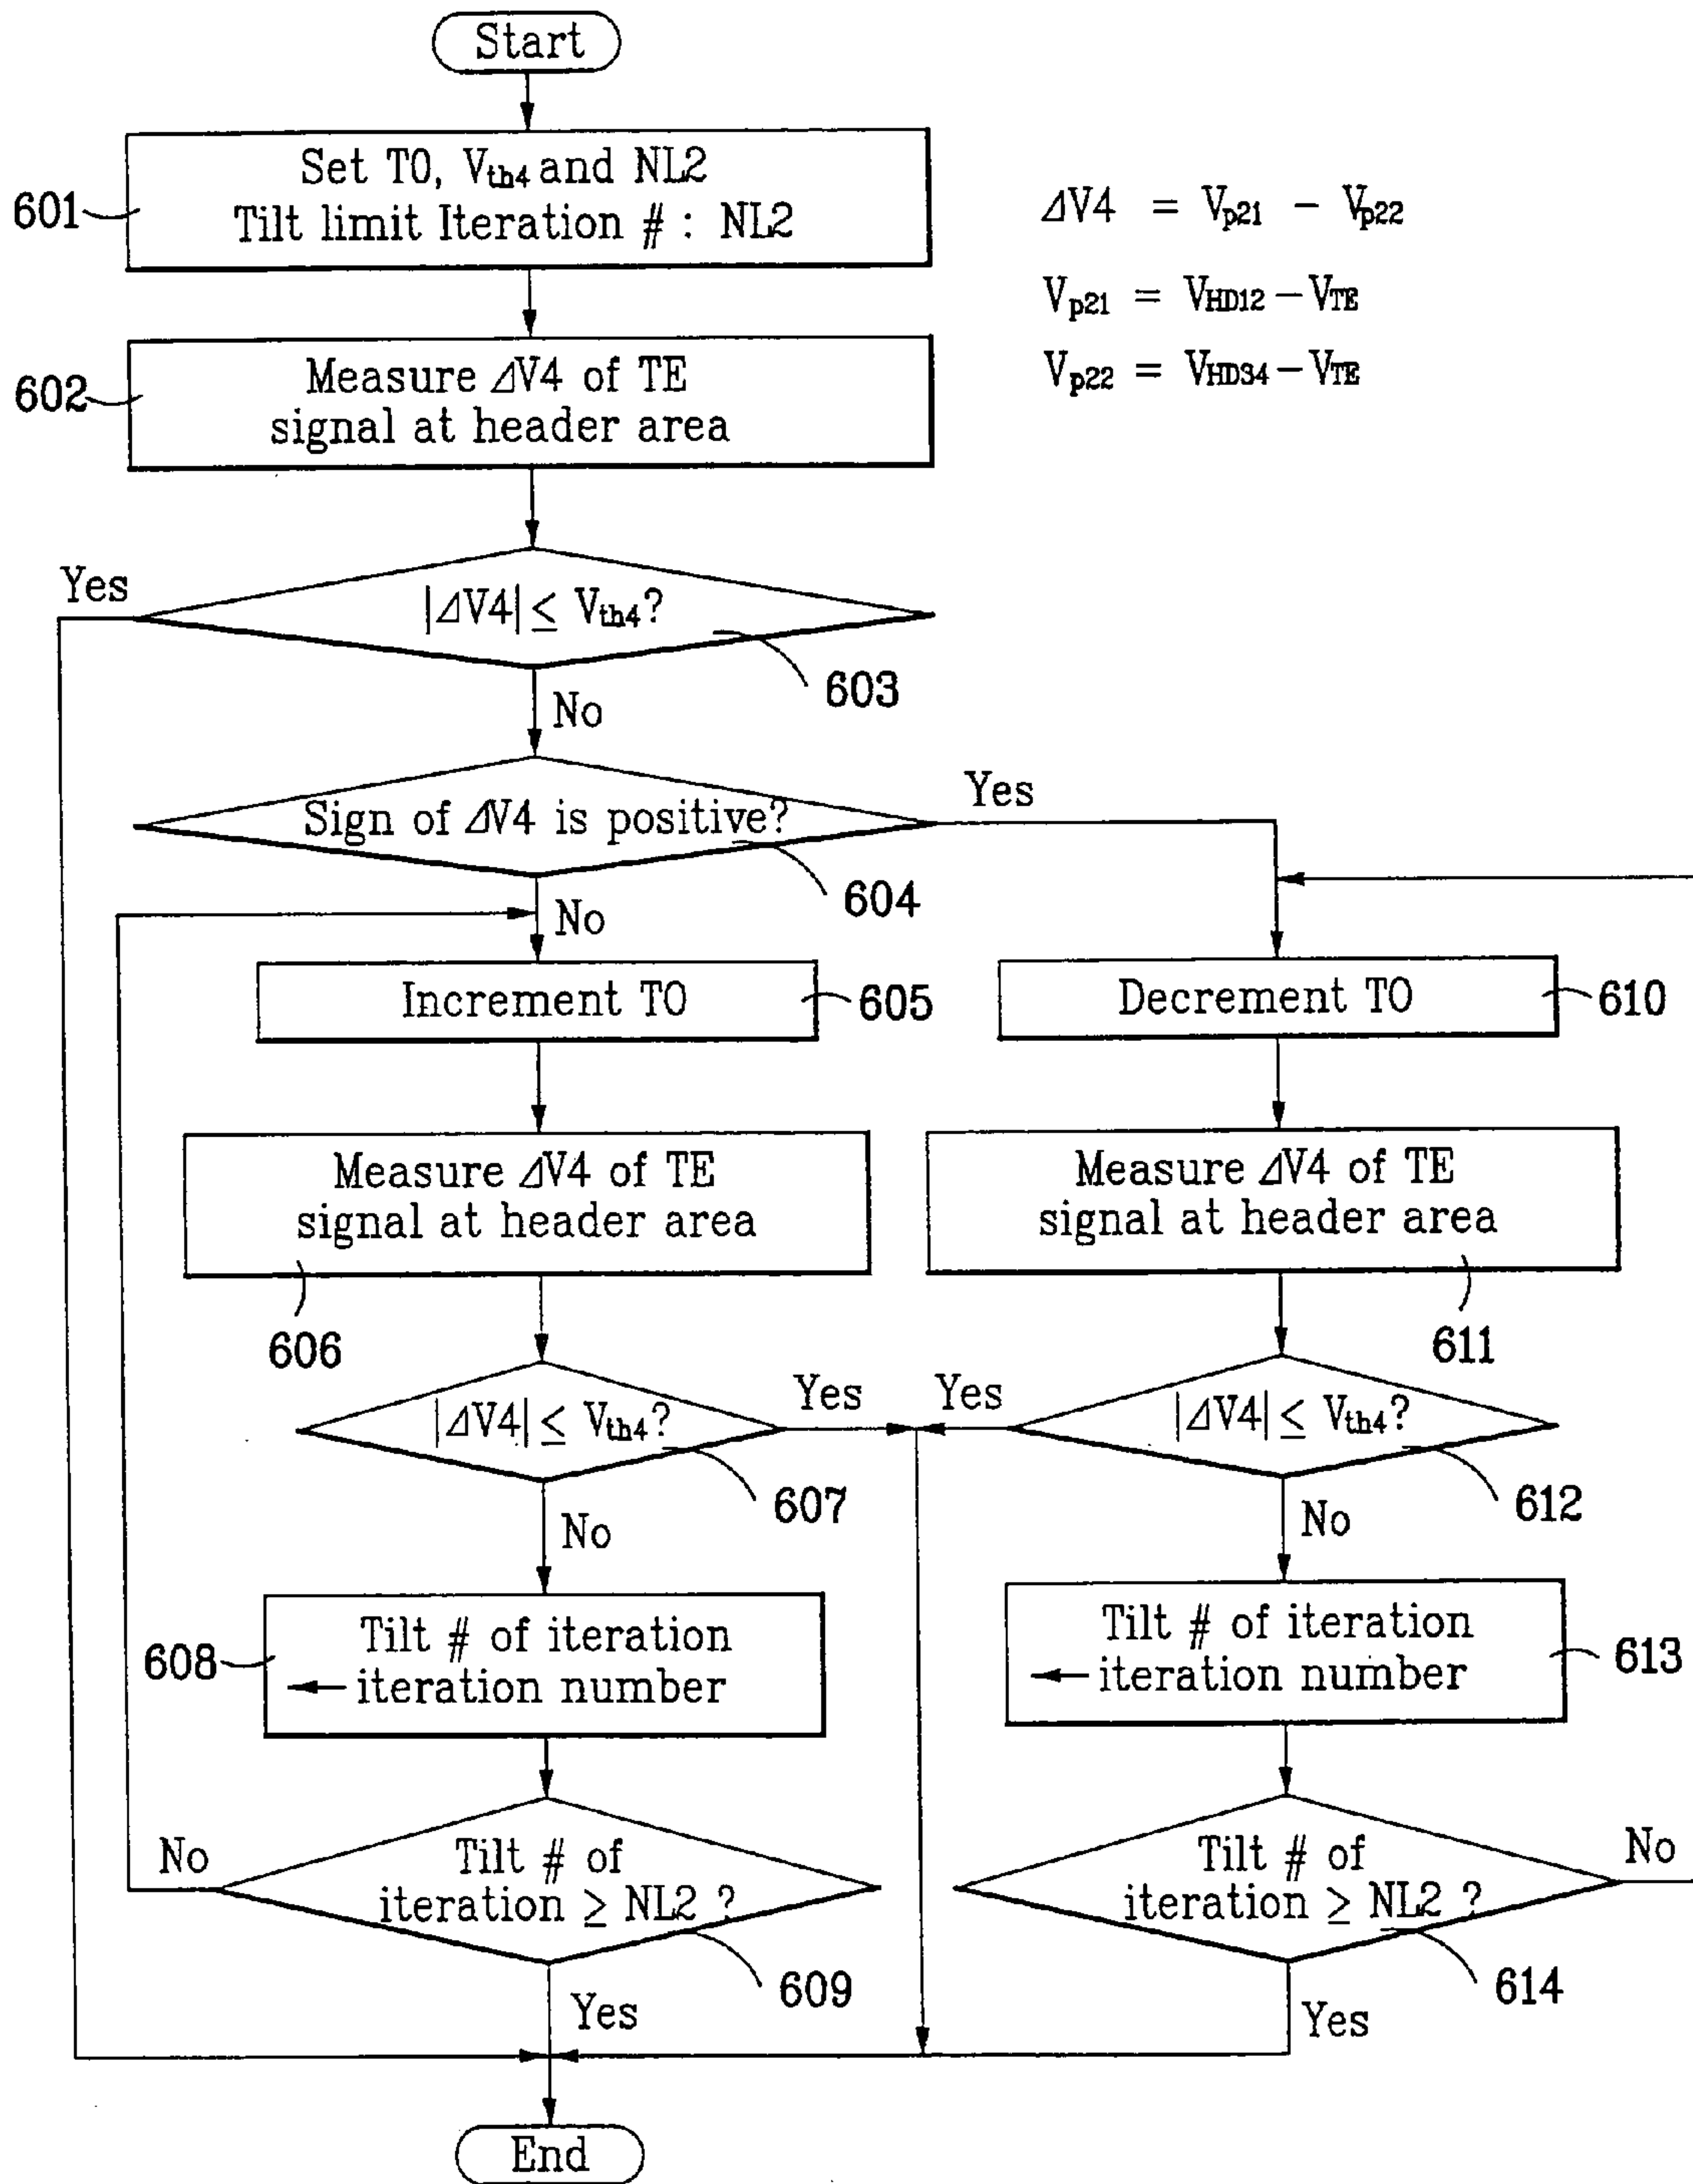 Start
601
Set TO, Vth4 and NL2
Tilt limit Iteration # : NL2
ΔV4 = Vp21 - Vp22
Vp21 = VHD12 - VTE
Vp22 = VHD34 - VTE
602
Measure ΔV4 of TE
signal at header area
Yes
|ΔV4| ≤ Vth4?
603
No
Sign of ΔV4 is positive?
Yes
604
No
Increment TO
605
Decrement TO
610
Measure ΔV4 of TE
signal at header area
606
Measure ΔV4 of TE
signal at header area
611
|ΔV4| ≤ Vth4?
Yes
Yes
|ΔV4| ≤ Vth4?
607
612
No
No
608
Tilt # of iteration
← iteration number
Tilt # of iteration
← iteration number
613
No
Tilt # of
iteration ≥ NL2 ?
Tilt # of
iteration ≥ NL2 ?
No
609
614
Yes
Yes
End